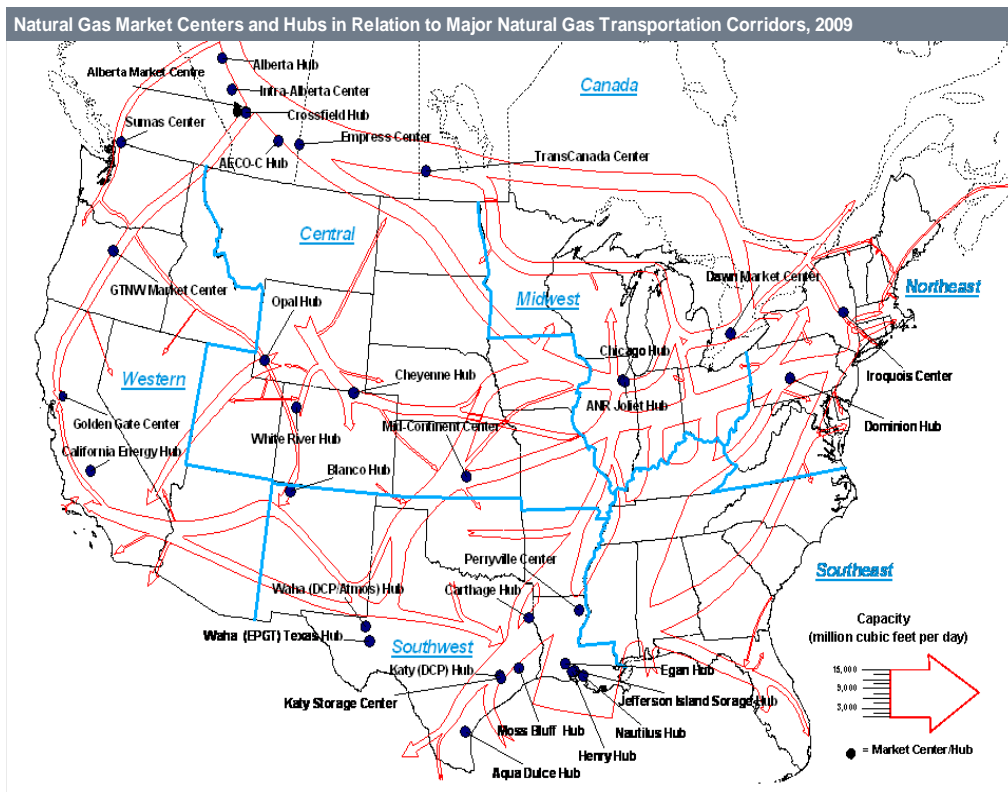 Natural Gas Market Centers and Hubs in Relation to Major Natural Gas Transportation Corridors, 2009
Alberta Hub
Alberta Market Centre
Canada
Intra-Alberta Center
Crossfield Hub
Sumas Center
Empress Center
AECO-C Hub
TransCanada Center
Central
Dawn Market Center
GTNW Market Center
Opal Hub
Midwest
Northeast
Chicago Hub
Western
Cheyenne Hub
Iroquois Center
ANR Joliet Hub
Golden Gate Center
White River Hub
Mid-Continent Center
Dominion Hub
California Energy Hub
Blanco Hub
Perryville Center
Southeast
Waha (DCP/Atmos) Hub
Carthage Hub
Capacity
(million cubic feet per day)
Waha (EPGT) Texas Hub
Southwest
Katy (DCP) Hub
Egan Hub
15,000
9,000
3,000
Katy Storage Center
Jefferson Island Sorage Hub
Moss Bluff Hub
Nautilus Hub
Henry Hub
= Market Center/Hub
Aqua Dulce Hub